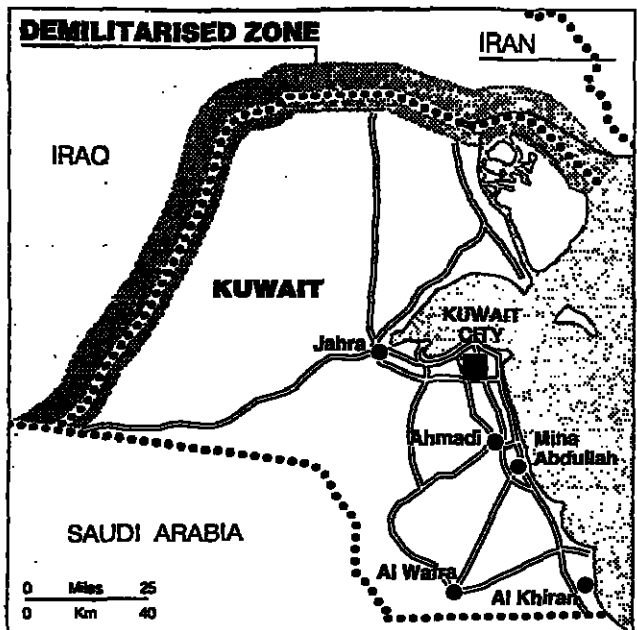 DEMILITARISED ZONE
IRAN
IRAQ
KUWAIT
KUWAIT
CITY
Jahra
Ahmadi
Mina
Abdullah
SAUDI ARABIA
0 Miles 25
0 Km 40
Al Wafra
Al Khiran